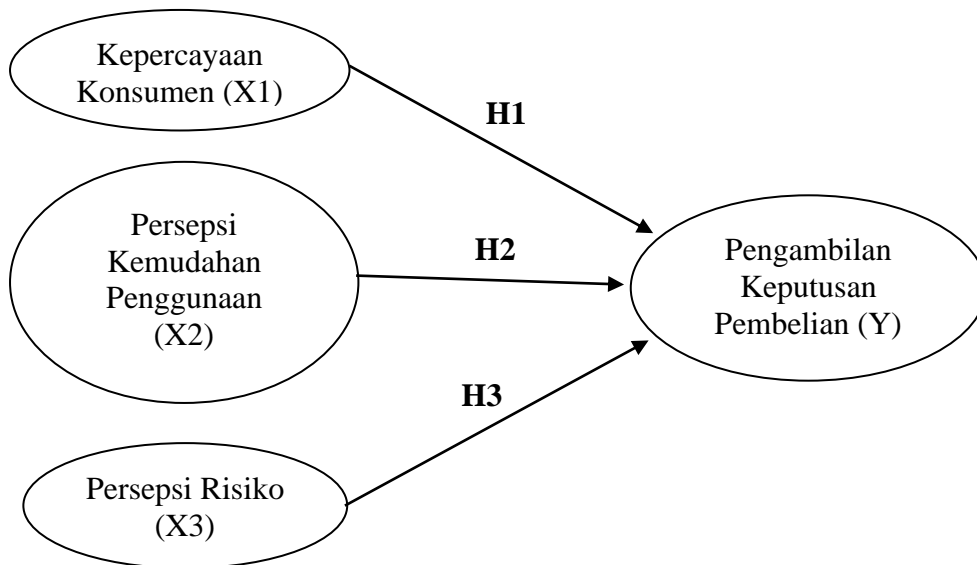 Kepercayaan
Konsumen (X1)
H1
Persepsi
Kemudahan
Penggunaan
(X2)
H2
Pengambilan
Keputusan
Pembelian (Y)
H3
Persepsi Risiko
(X3)